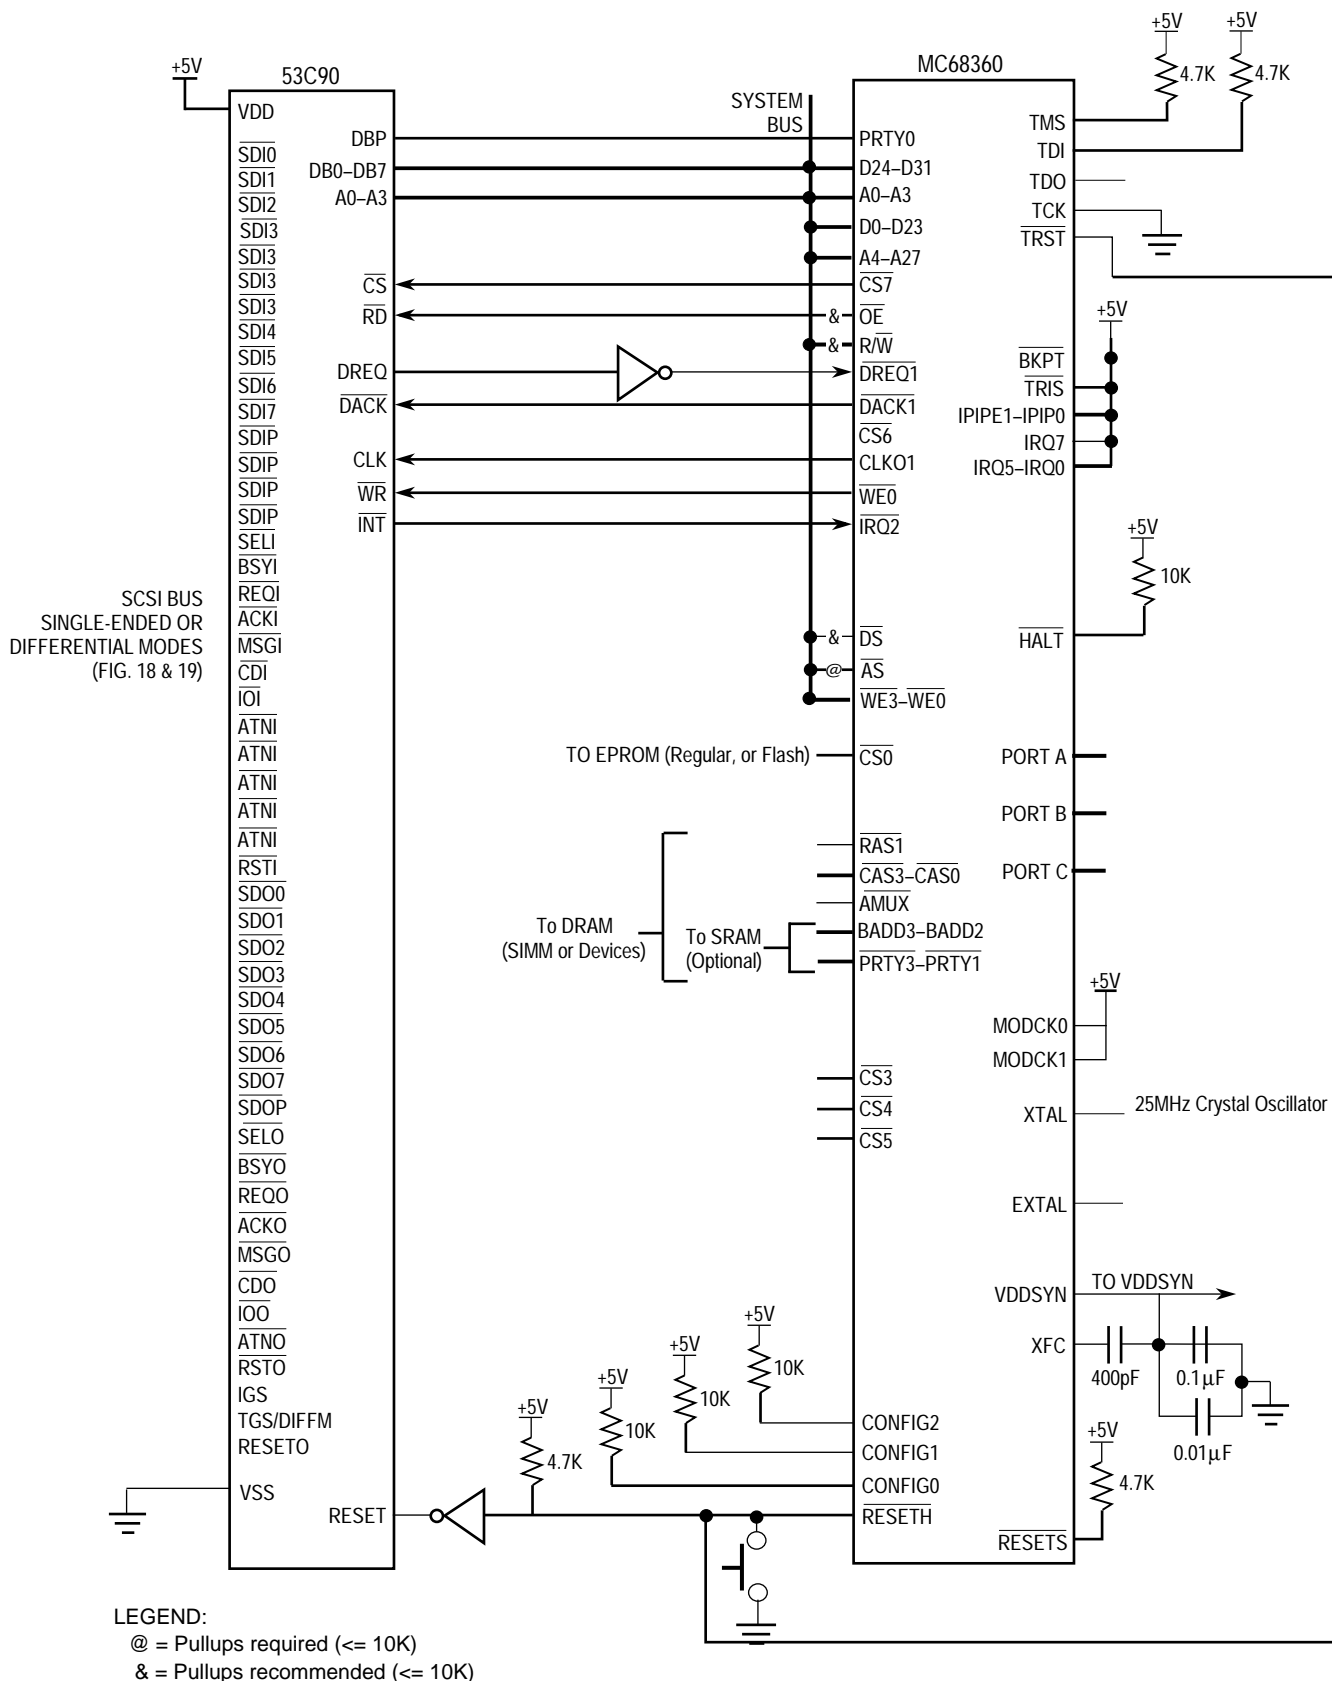 +5V
+5V
4.7K
4.7K
+5V
53C90
MC68360
SYSTEM
BUS
VDD
SDI0
SDI1
SDI2
SDI3
SDI3
SDI3
SDI3
SDI4
SDI5
SDI6
SDI7
SDIP
SDIP
SDIP
SDIP
SELI
BSYI
REQI
ACKI
MSGI
CDI
IOI
ATNI
ATNI
ATNI
ATNI
ATNI
RSTI
SDO0
SDO1
SDO2
SDO3
SDO4
SDO5
SDO6
SDO7
SDOP
SELO
BSYO
REQO
ACKO
MSGO
CDO
IOO
ATNO
RSTO
IGS
TGS/DIFFM
RESETO
VSS
DBP
DB0–DB7
A0–A3
CS
RD
DREQ
DACK
CLK
WR
INT
RESET
SCSI BUS
SINGLE-ENDED OR
DIFFERENTIAL MODES
(FIG. 18 & 19)
PRTY0
D24–D31
A0–A3
D0–D23
A4–A27
CS7
& OE
& R/W
DREQ1
DACK1
CS6
CLKO1
WE0
IRQ2
& DS
@ AS
WE3–WE0
TO EPROM (Regular, or Flash)
CS0
RAS1
CAS3–CAS0
AMUX
BADD3–BADD2
PRTY3–PRTY1
To DRAM
(SIMM or Devices)
To SRAM
(Optional)
CS3
CS4
CS5
+5V
10K
+5V
10K
+5V
10K
+5V
4.7K
CONFIG2
CONFIG1
CONFIG0
RESETH
TMS
TDI
TDO
TCK
TRST
+5V
BKPT
TRIS
IPIPE1–IPIP0
IRQ7
IRQ5–IRQ0
+5V
10K
HALT
PORT A
PORT B
PORT C
+5V
MODCK0
MODCK1
XTAL
25MHz Crystal Oscillator
EXTAL
VDDSYN
TO VDDSYN
XFC
400pF
0.1µF
0.01µF
+5V
4.7K
RESETS
LEGEND:
@ = Pullups required (<= 10K)
& = Pullups recommended (<= 10K)